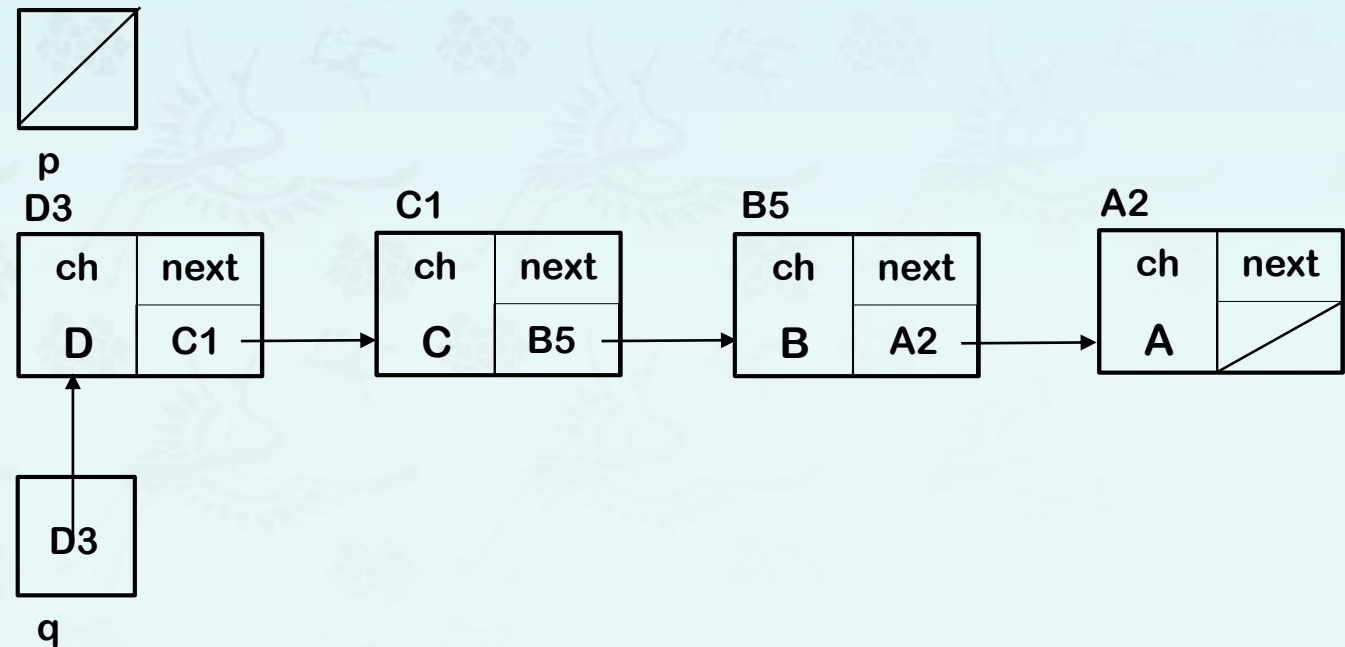 p
D3 C1 B5 A2
ch next ch next ch next ch next
D C1 C B5 B A2 A
D3
q